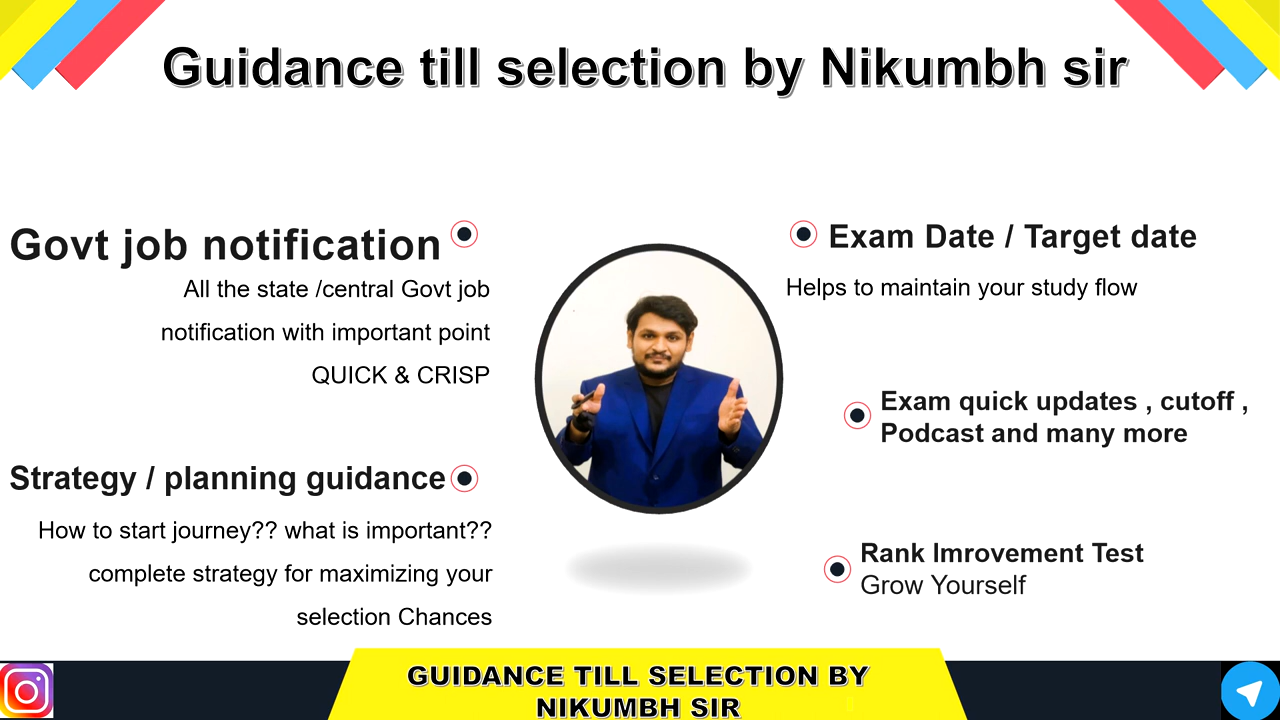 Guidance till selection by Nikumbh sir
Govt job notification
All the state /central Govt job
notification with important point
QUICK & CRISP
Strategy / planning guidance
How to start journey?? what is important??
complete strategy for maximizing your
selection Chances
Exam Date / Target date
Helps to maintain your study flow
Exam quick updates , cutoff ,
Podcast and many more
Rank Imrovement Test
Grow Yourself
GUIDANCE TILL SELECTION BY
NIKUMBH SIR